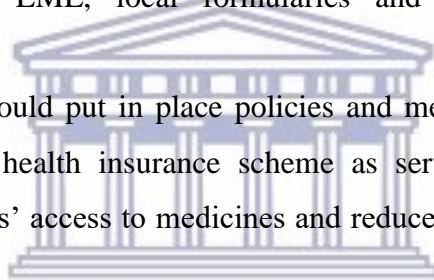 EML, local formularies and
ould put in place policies and me
health insurance scheme as ser
s’ access to medicines and reduce